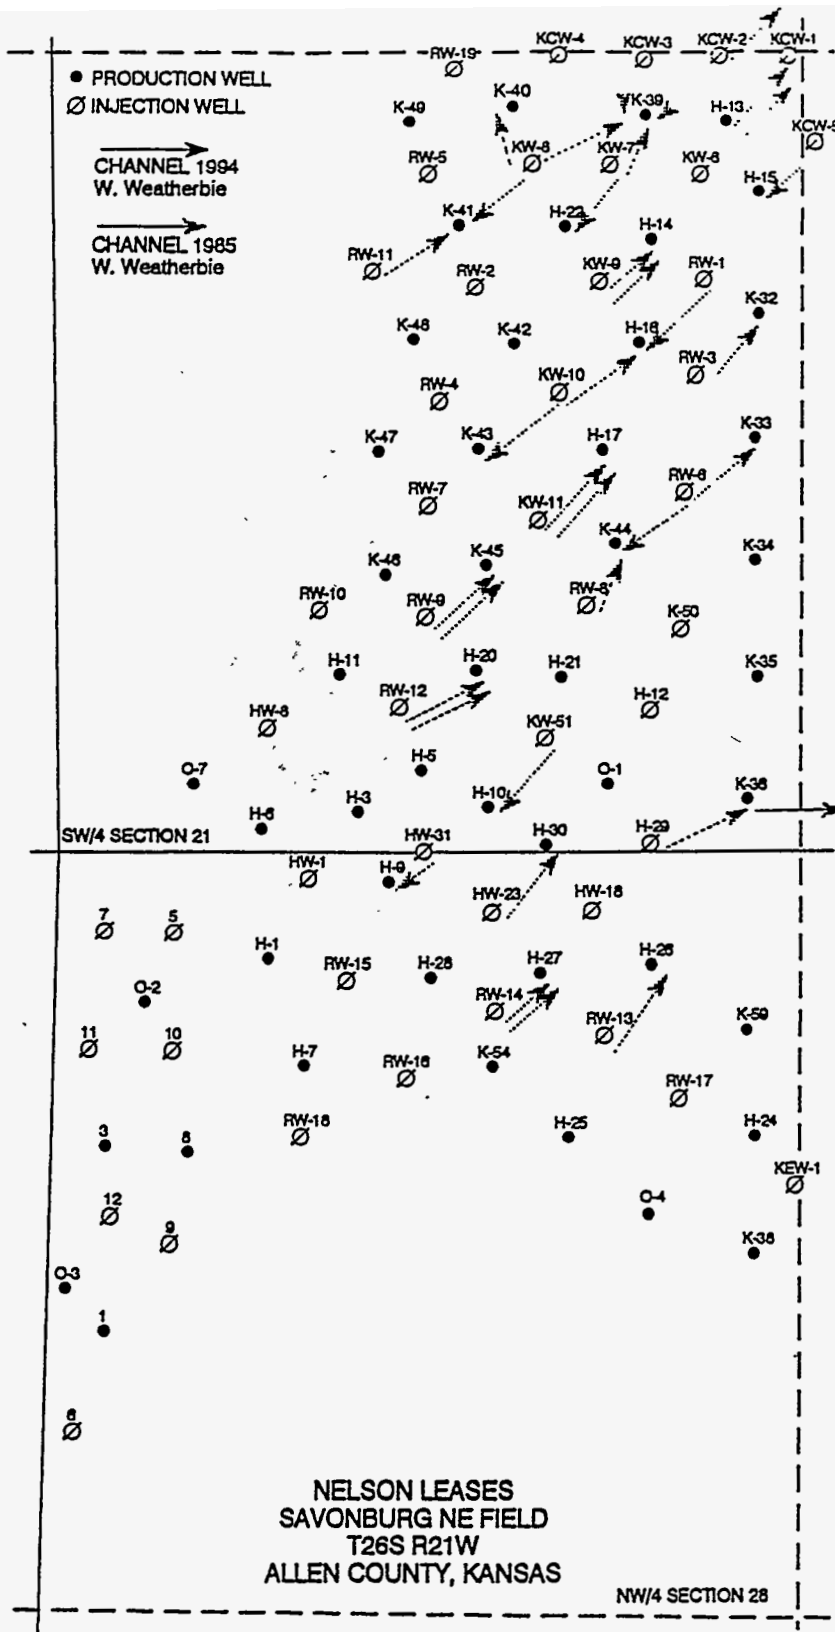 KCW-4
KCW-3
KCW-2
KCW-1
RW-19
PRODUCTION WELL
INJECTION WELL
K-49
K-40
K-39
H-13
KCW-5
CHANNEL 1994
W. Weatherbie
RW-5
KW-8
KW-7
KW-6
H-15
CHANNEL 1985
W. Weatherbie
K-41
H-22
H-14
RW-11
RW-2
KW-9
RW-1
K-32
K-48
K-42
H-16
RW-3
RW-4
KW-10
K-47
K-43
H-17
K-33
RW-7
KW-11
RW-6
K-44
K-46
K-45
K-34
RW-10
RW-9
RW-8
K-50
H-11
H-20
H-21
K-35
HW-6
RW-12
H-12
KW-51
O-7
H-5
O-1
H-3
H-10
K-36
H-6
SW/4 SECTION 21
HW-31
H-30
H-29
HW-1
H-9
HW-23
HW-18
7
5
H-1
RW-15
H-28
H-27
H-26
O-2
RW-14
RW-13
K-59
11
10
H-7
RW-16
K-54
RW-17
3
8
RW-18
H-25
H-24
KEW-1
12
9
O-4
K-38
O-3
1
6
NELSON LEASES
SAVONBURG NE FIELD
T26S R21W
ALLEN COUNTY, KANSAS
NW/4 SECTION 28